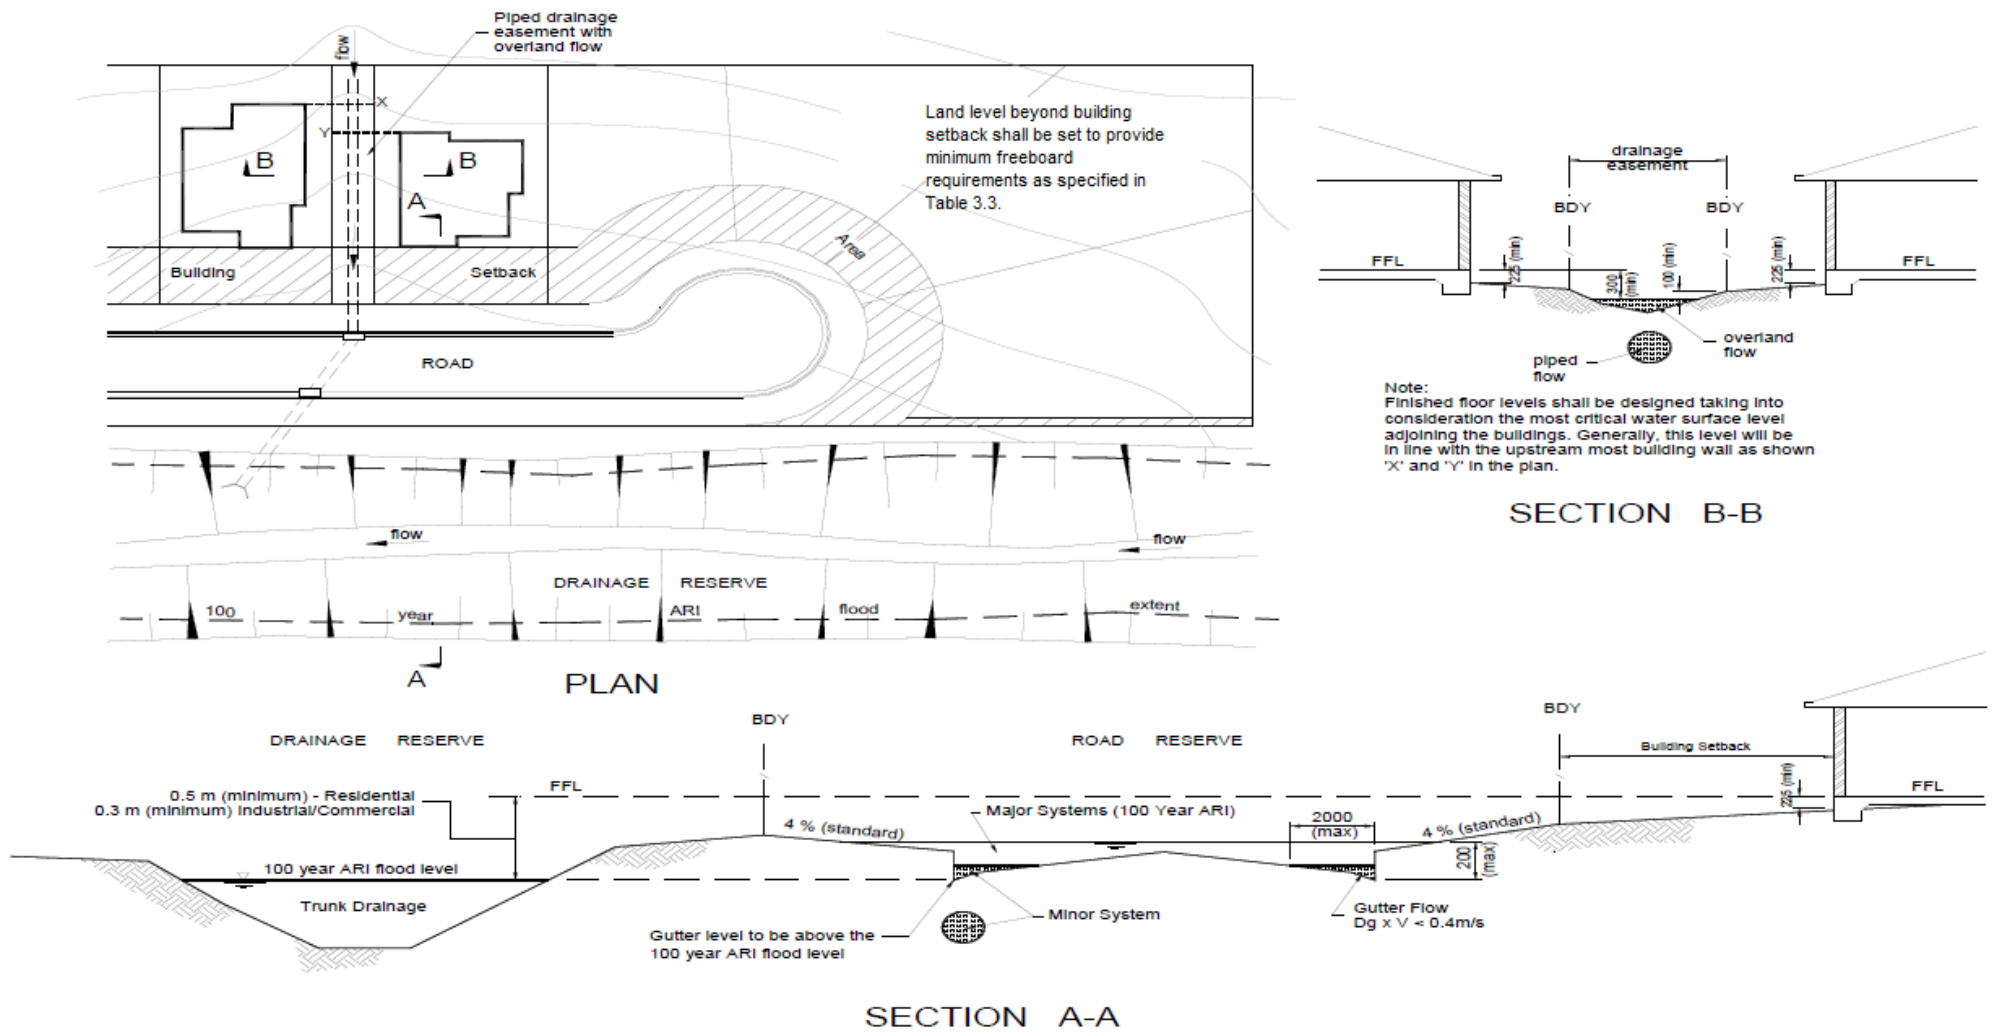 Piped drainage
easement with
overland flow
flow
X
Y
B
B
A
Land level beyond building
setback shall be set to provide
minimum freeboard
requirements as specified in
Table 3.3.
Area
Building
Setback
ROAD
flow
flow
DRAINAGE RESERVE
100 year ARI flood extent
A
PLAN
drainage
easement
BDY
BDY
FFL
FFL
225 (min)
300
(min)
100 (min)
225 (min)
overland
flow
piped
flow
Note:
Finished floor levels shall be designed taking into
consideration the most critical water surface level
adjoining the buildings. Generally, this level will be
in line with the upstream most building wall as shown
'X' and 'Y' in the plan.
SECTION B-B
BDY
BDY
DRAINAGE RESERVE
ROAD RESERVE
Building Setback
FFL
FFL
0.5 m (minimum) - Residential
0.3 m (minimum) Industrial/Commercial
225 (min)
Major Systems (100 Year ARI)
2000
(max)
4 % (standard)
4 % (standard)
200
(max)
100 year ARI flood level
Trunk Drainage
Minor System
Gutter Flow
Dg x V < 0.4m/s
Gutter level to be above the
100 year ARI flood level
SECTION A-A